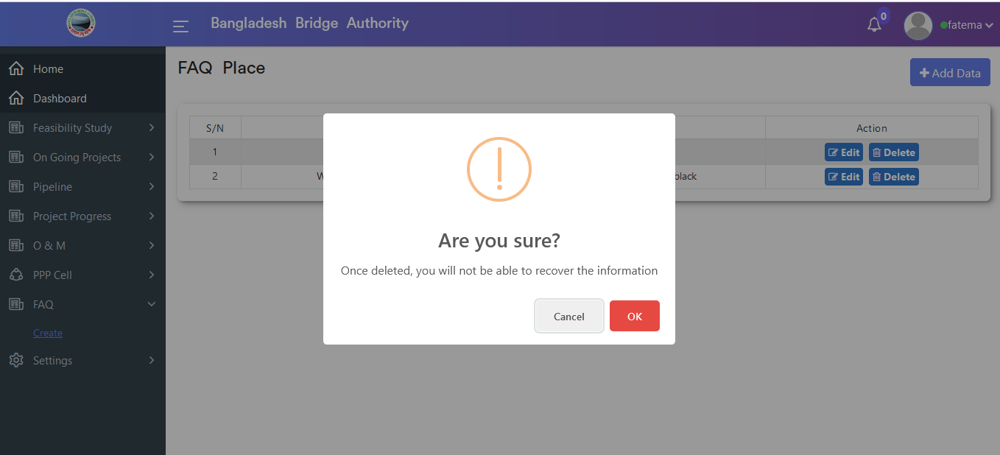 Bangladesh Bridge Authority
0
fatema
Home
Dashboard
Feasibility Study
On Going Projects
Pipeline
Project Progress
O & M
PPP Cell
FAQ
Create
Settings
FAQ Place
Add Data
S/N Action
1 Edit Delete
2 Edit Delete
Are you sure?
Once deleted, you will not be able to recover the information
Cancel OK